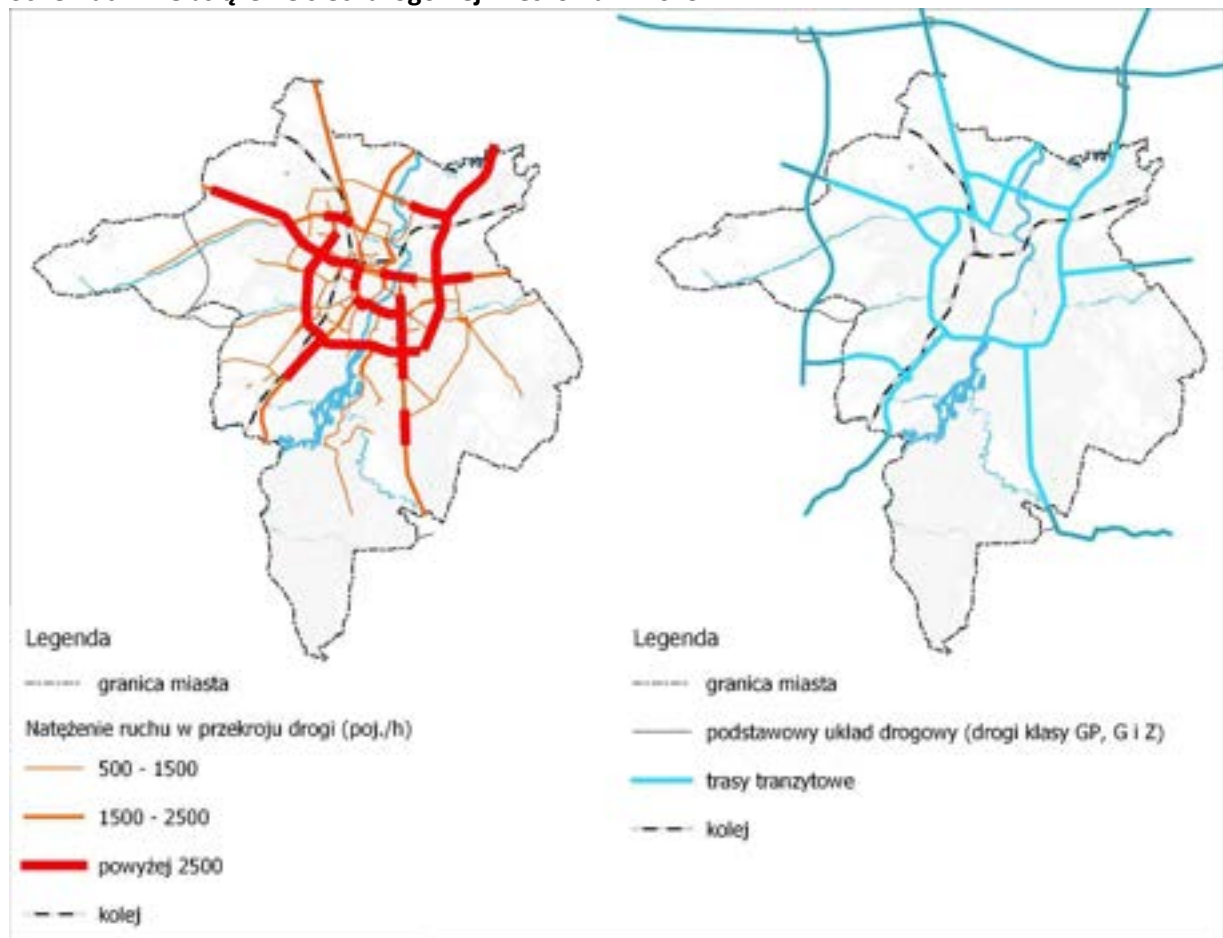 Legenda
granica miasta
Natężenie ruchu w przekroju drogi (poj./h)
500 - 1500
1500 - 2500
powyżej 2500
kolej
Legenda
granica miasta
podstawowy układ drogowy (drogi klasy GP, G i Z)
trasy tranzytowe
kolej